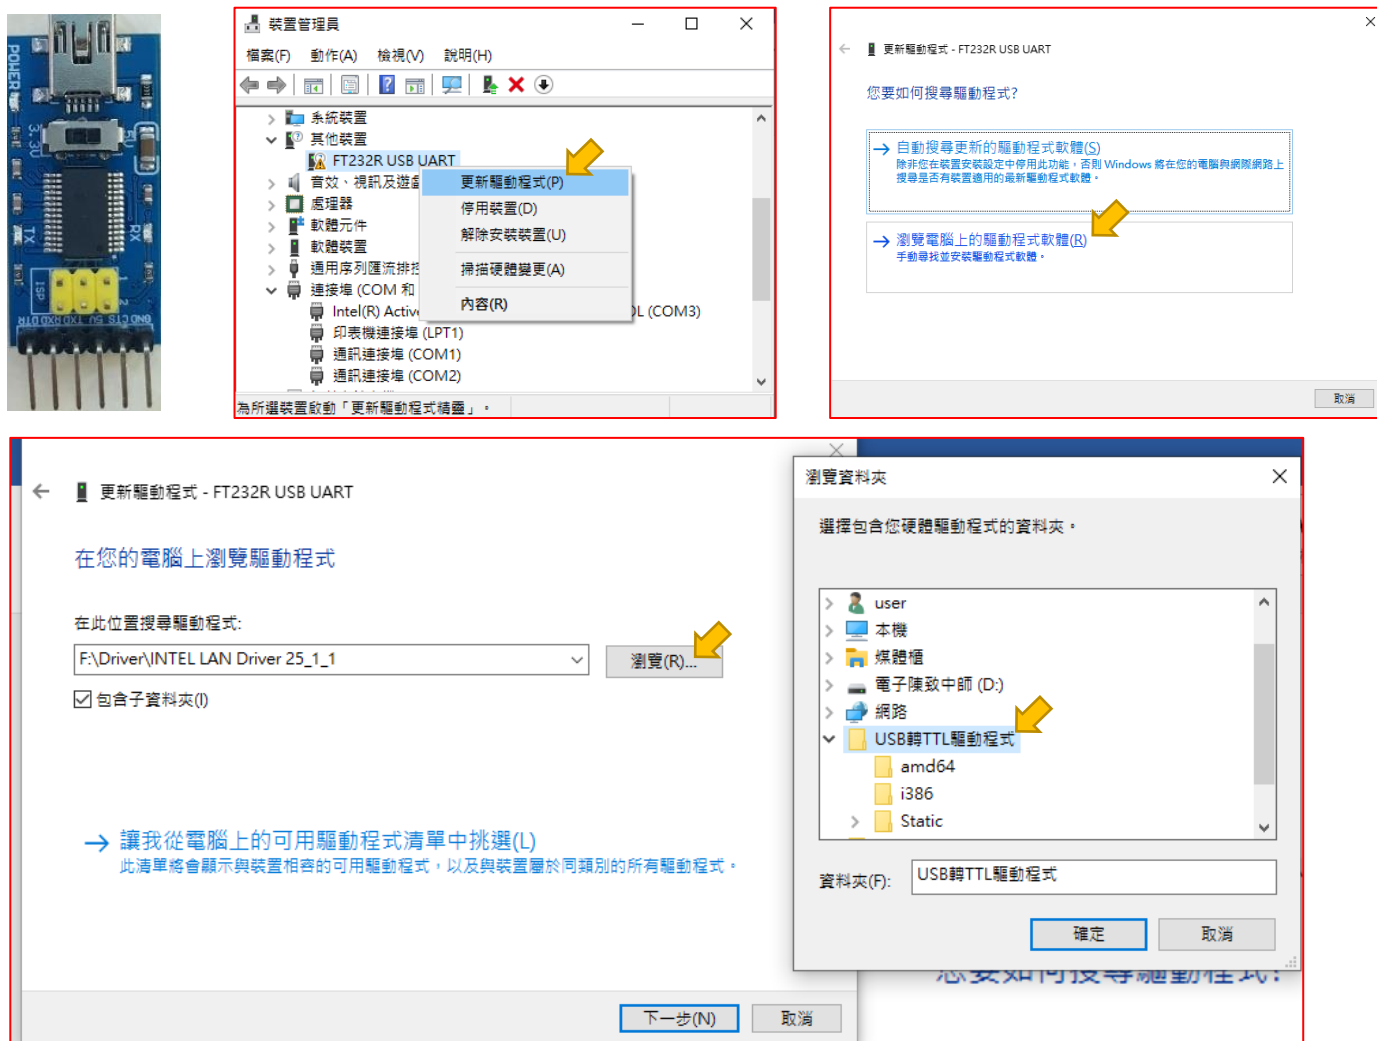 POWER
3.3V
5V
TX
RX
ISP
1
2
DTR RXD TXD 5V CTS GND
裝置管理員
檔案(F) 動作(A) 檢視(V) 說明(H)
系統裝置
其他裝置
FT232R USB UART
音效、視訊及遊
處理器
軟體元件
軟體裝置
通用序列匯流排
連接埠 (COM 和
Intel(R) Active
OL (COM3)
印表機連接埠 (LPT1)
通訊連接埠 (COM1)
通訊連接埠 (COM2)
更新驅動程式(P)
停用裝置(D)
解除安裝裝置(U)
掃描硬體變更(A)
內容(R)
為所選裝置啟動「更新驅動程式精靈」。
更新驅動程式 - FT232R USB UART
您要如何搜尋驅動程式?
自動搜尋更新的驅動程式軟體(S)
除非您在裝置安裝設定中停用此功能，否則 Windows 將在您的電腦與網際網路上
搜尋是否有裝置適用的最新驅動程式軟體。
瀏覽電腦上的驅動程式軟體(R)
手動尋找並安裝驅動程式軟體。
取消
更新驅動程式 - FT232R USB UART
在您的電腦上瀏覽驅動程式
在此位置搜尋驅動程式:
F:\Driver\INTEL LAN Driver 25_1_1
瀏覽(R)...
包含子資料夾(I)
讓我從電腦上的可用驅動程式清單中挑選(L)
此清單將會顯示與裝置相容的可用驅動程式，以及與裝置屬於同類別的所有驅動程式。
下一步(N)
取消
瀏覽資料夾
選擇包含您硬體驅動程式的資料夾。
user
本機
媒體櫃
電子陳致中師 (D:)
網路
USB轉TTL驅動程式
amd64
i386
Static
資料夾(F):
USB轉TTL驅動程式
確定
取消
您要如何搜尋驅動程式?